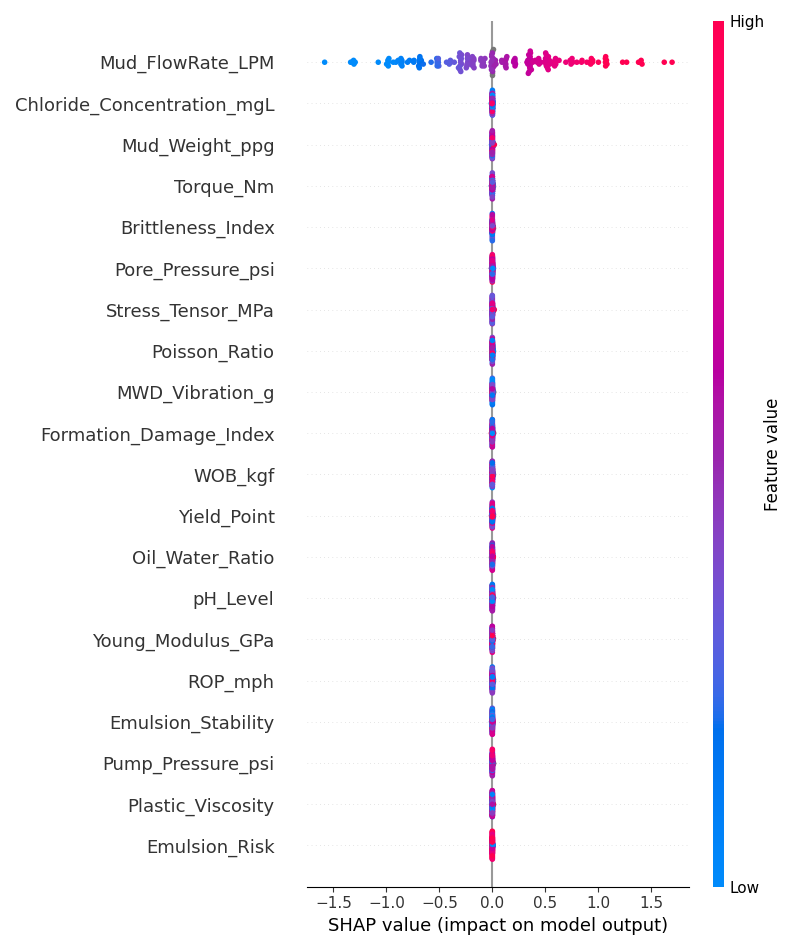 High
Mud_FlowRate_LPM
Chloride_Concentration_mgL
Mud_Weight_ppg
Torque_Nm
Brittleness_Index
Pore_Pressure_psi
Stress_Tensor_MPa
Poisson_Ratio
MWD_Vibration_g
Formation_Damage_Index
WOB_kgf
Yield_Point
Oil_Water_Ratio
pH_Level
Young_Modulus_GPa
ROP_mph
Emulsion_Stability
Pump_Pressure_psi
Plastic_Viscosity
Emulsion_Risk
Feature value
Low
−1.5 −1.0 −0.5 0.0 0.5 1.0 1.5
SHAP value (impact on model output)